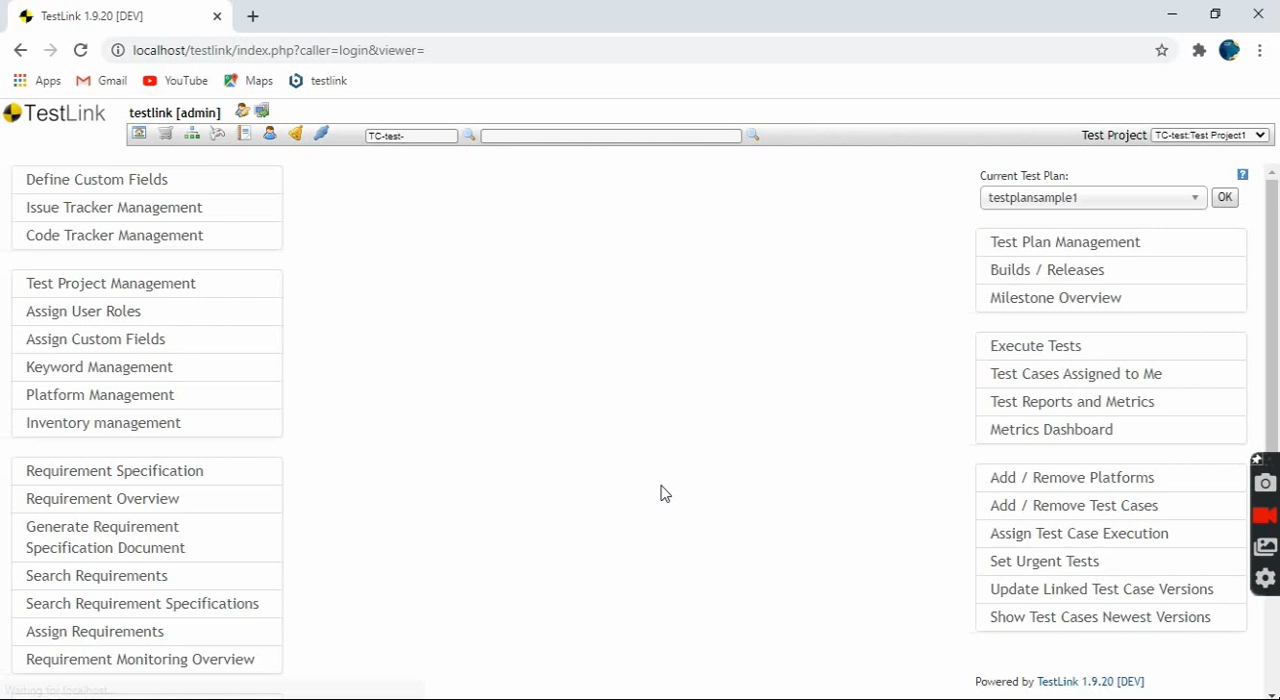 TestLink 1.9.20 [DEV]
localhost/testlink/index.php?caller=login&viewer=
Apps
Gmail
YouTube
Maps
testlink
TestLink
testlink [admin]
TC-test-
Test Project
TC-test:Test Project1
Define Custom Fields
Issue Tracker Management
Code Tracker Management
Test Project Management
Assign User Roles
Assign Custom Fields
Keyword Management
Platform Management
Inventory management
Requirement Specification
Requirement Overview
Generate Requirement
Specification Document
Search Requirements
Search Requirement Specifications
Assign Requirements
Requirement Monitoring Overview
Waiting for localhost...
Current Test Plan:
testplansample1
OK
Test Plan Management
Builds / Releases
Milestone Overview
Execute Tests
Test Cases Assigned to Me
Test Reports and Metrics
Metrics Dashboard
Add / Remove Platforms
Add / Remove Test Cases
Assign Test Case Execution
Set Urgent Tests
Update Linked Test Case Versions
Show Test Cases Newest Versions
Powered by TestLink 1.9.20 [DEV]